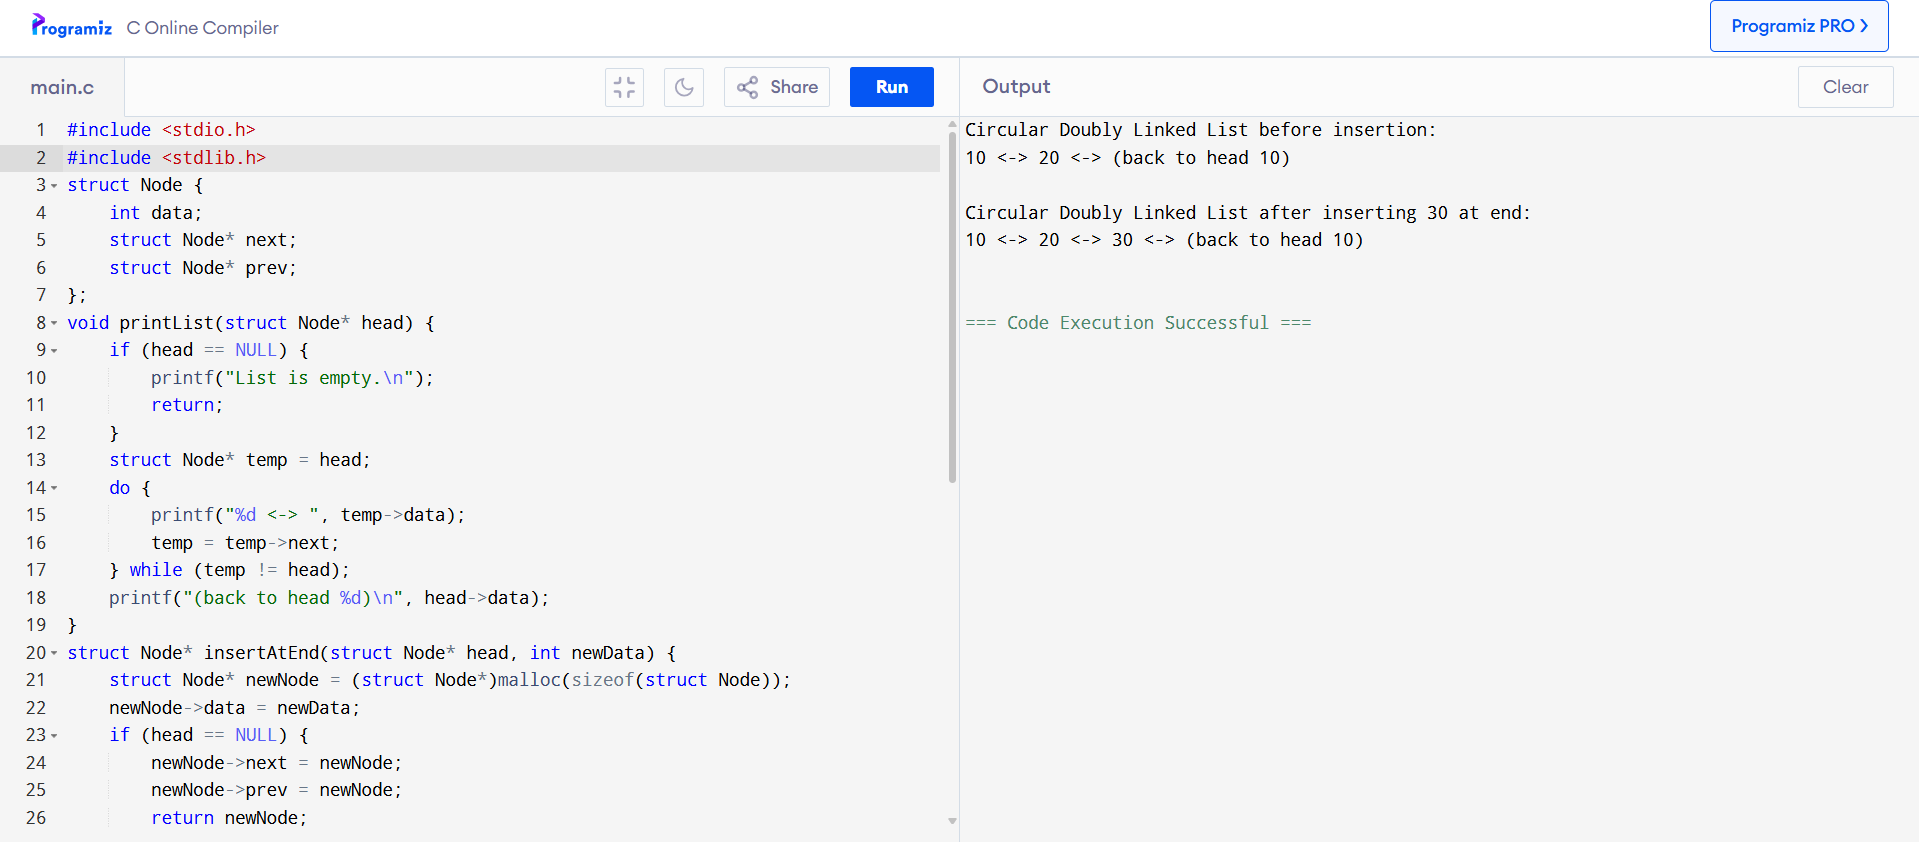 Programiz C Online Compiler
Programiz PRO
main.c
Share
Run
Output
Clear
1 #include <stdio.h>
2 #include <stdlib.h>
3 struct Node {
4     int data;
5     struct Node* next;
6     struct Node* prev;
7 };
8 void printList(struct Node* head) {
9     if (head == NULL) {
10         printf("List is empty.\n");
11         return;
12     }
13     struct Node* temp = head;
14     do {
15         printf("%d <-> ", temp->data);
16         temp = temp->next;
17     } while (temp != head);
18     printf("(back to head %d)\n", head->data);
19 }
20 struct Node* insertAtEnd(struct Node* head, int newData) {
21     struct Node* newNode = (struct Node*)malloc(sizeof(struct Node));
22     newNode->data = newData;
23     if (head == NULL) {
24         newNode->next = newNode;
25         newNode->prev = newNode;
26         return newNode;
Circular Doubly Linked List before insertion:
10 <-> 20 <-> (back to head 10)
Circular Doubly Linked List after inserting 30 at end:
10 <-> 20 <-> 30 <-> (back to head 10)
=== Code Execution Successful ===